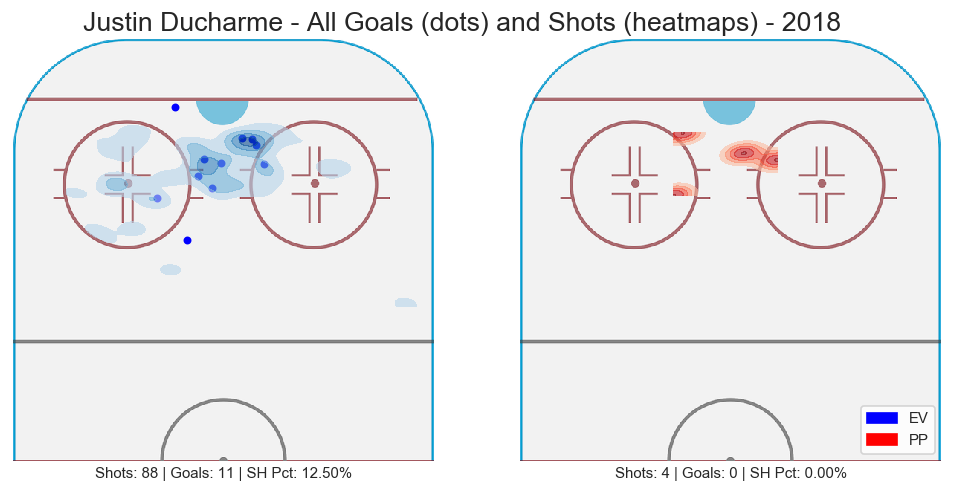 Justin Ducharme - All Goals (dots) and Shots (heatmaps) - 2018
EV
PP
Shots: 88 | Goals: 11 | SH Pct: 12.50%
Shots: 4 | Goals: 0 | SH Pct: 0.00%